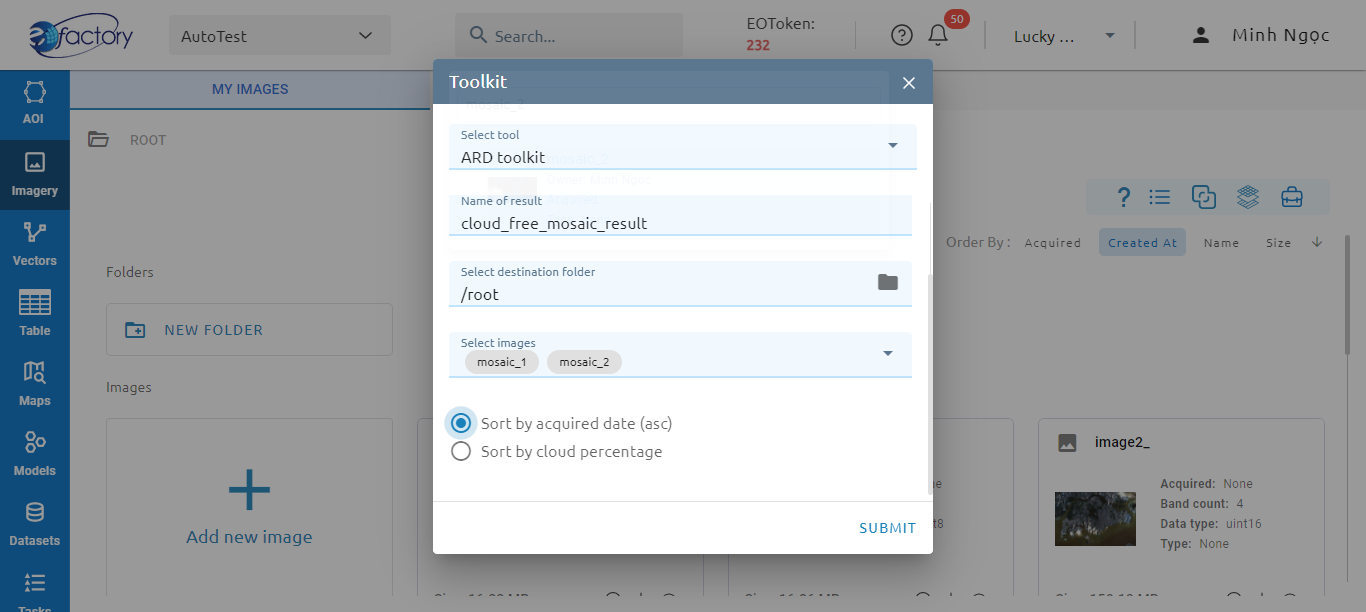 eofactory
AutoTest
Search...
EOToken:
232
50
Lucky ...
Minh Ngọc
AOI
Imagery
Vectors
Table
Maps
Models
Datasets
Tasks
MY IMAGES
ROOT
Order By :
Acquired
Created At
Name
Size
Folders
NEW FOLDER
Images
Add new image
Toolkit
mosaic_2
Select tool
ARD toolkit
Name of result
cloud_free_mosaic_result
Select destination folder
/root
Select images
mosaic_1
mosaic_2
Sort by acquired date (asc)
Sort by cloud percentage
SUBMIT
image2_
Acquired: None
Band count: 4
Data type: uint16
Type: None